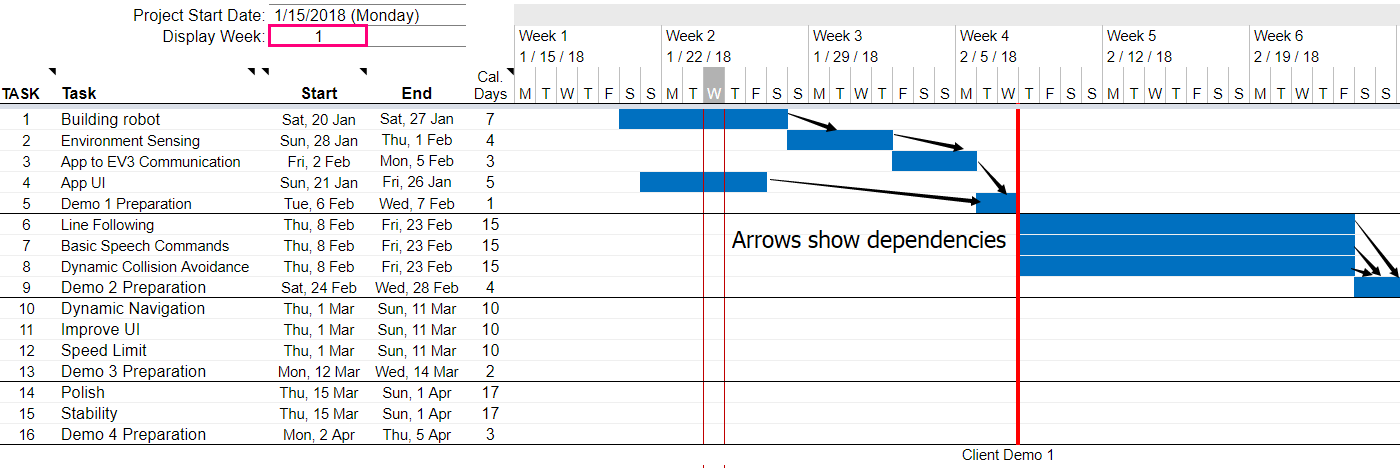 Project Start Date: 1/15/2018 (Monday)
Display Week: 1
Week 1 Week 2 Week 3 Week 4 Week 5 Week 6
1 / 15 / 18 1 / 22 / 18 1 / 29 / 18 2 / 5 / 18 2 / 12 / 18 2 / 19 / 18
Cal.
TASK Task Start End Days M T W T F S S M T W T F S S M T W T F S S M T W T F S S M T W T F S S M T W T F S S
1 Building robot Sat, 20 Jan Sat, 27 Jan 7
2 Environment Sensing Sun, 28 Jan Thu, 1 Feb 4
3 App to EV3 Communication Fri, 2 Feb Mon, 5 Feb 3
4 App UI Sun, 21 Jan Fri, 26 Jan 5
5 Demo 1 Preparation Tue, 6 Feb Wed, 7 Feb 1
6 Line Following Thu, 8 Feb Fri, 23 Feb 15
7 Basic Speech Commands Thu, 8 Feb Fri, 23 Feb 15
Arrows show dependencies
8 Dynamic Collision Avoidance Thu, 8 Feb Fri, 23 Feb 15
9 Demo 2 Preparation Sat, 24 Feb Wed, 28 Feb 4
10 Dynamic Navigation Thu, 1 Mar Sun, 11 Mar 10
11 Improve UI Thu, 1 Mar Sun, 11 Mar 10
12 Speed Limit Thu, 1 Mar Sun, 11 Mar 10
13 Demo 3 Preparation Mon, 12 Mar Wed, 14 Mar 2
14 Polish Thu, 15 Mar Sun, 1 Apr 17
15 Stability Thu, 15 Mar Sun, 1 Apr 17
16 Demo 4 Preparation Mon, 2 Apr Thu, 5 Apr 3
Client Demo 1